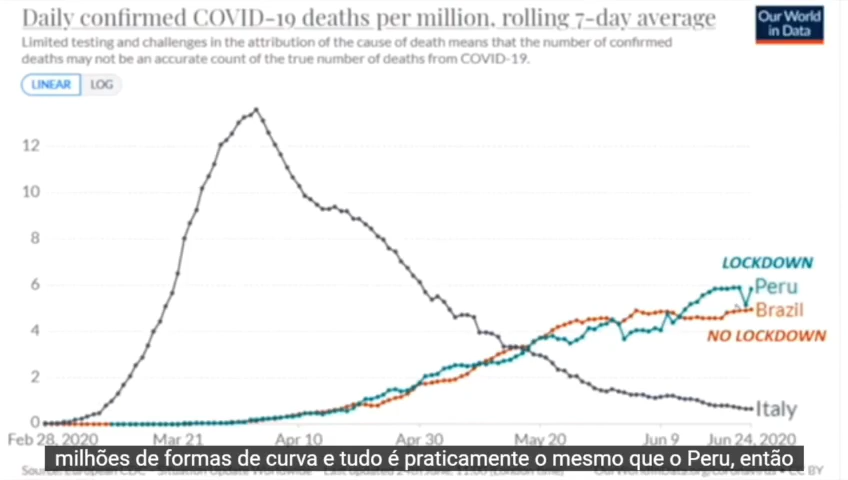 Daily confirmed COVID-19 deaths per million, rolling 7-day average
Our World
in Data
Limited testing and challenges in the attribution of the cause of death means that the number of confirmed
deaths may not be an accurate count of the true number of deaths from COVID-19.
LINEAR LOG
12
10
8
6
4
2
0
LOCKDOWN
Peru
Brazil
NO LOCKDOWN
Italy
Feb 28, 2020 Mar 21 Apr 10 Apr 30 May 20 Jun 9 Jun 24, 2020
milhões de formas de curva e tudo é praticamente o mesmo que o Peru, então
CC BY